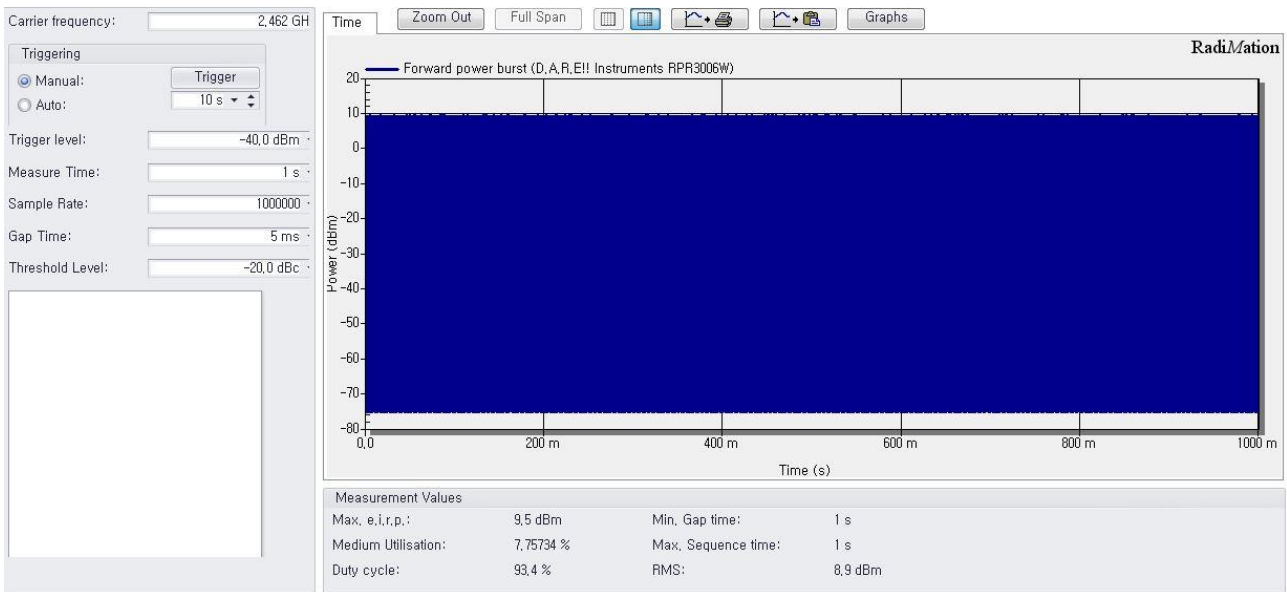 Carrier frequency: 2,462 GH
Triggering
Manual: Trigger
Auto: 10 s
Trigger level: -40,0 dBm
Measure Time: 1 s
Sample Rate: 1000000
Gap Time: 5 ms
Threshold Level: -20,0 dBc
Time Zoom Out Full Span Graphs
RadiMation
Forward power burst (D,A,R,E!! Instruments RPR3006W)
Power (dBm)
20
10
0
-10
-20
-30
-40
-50
-60
-70
-80
0,0 200 m 400 m 600 m 800 m 1000 m
Time (s)
Measurement Values
Max, e,i,r,p,: 9,5 dBm Min, Gap time: 1 s
Medium Utilisation: 7,75734 % Max, Sequence time: 1 s
Duty cycle: 93,4 % RMS: 8,9 dBm